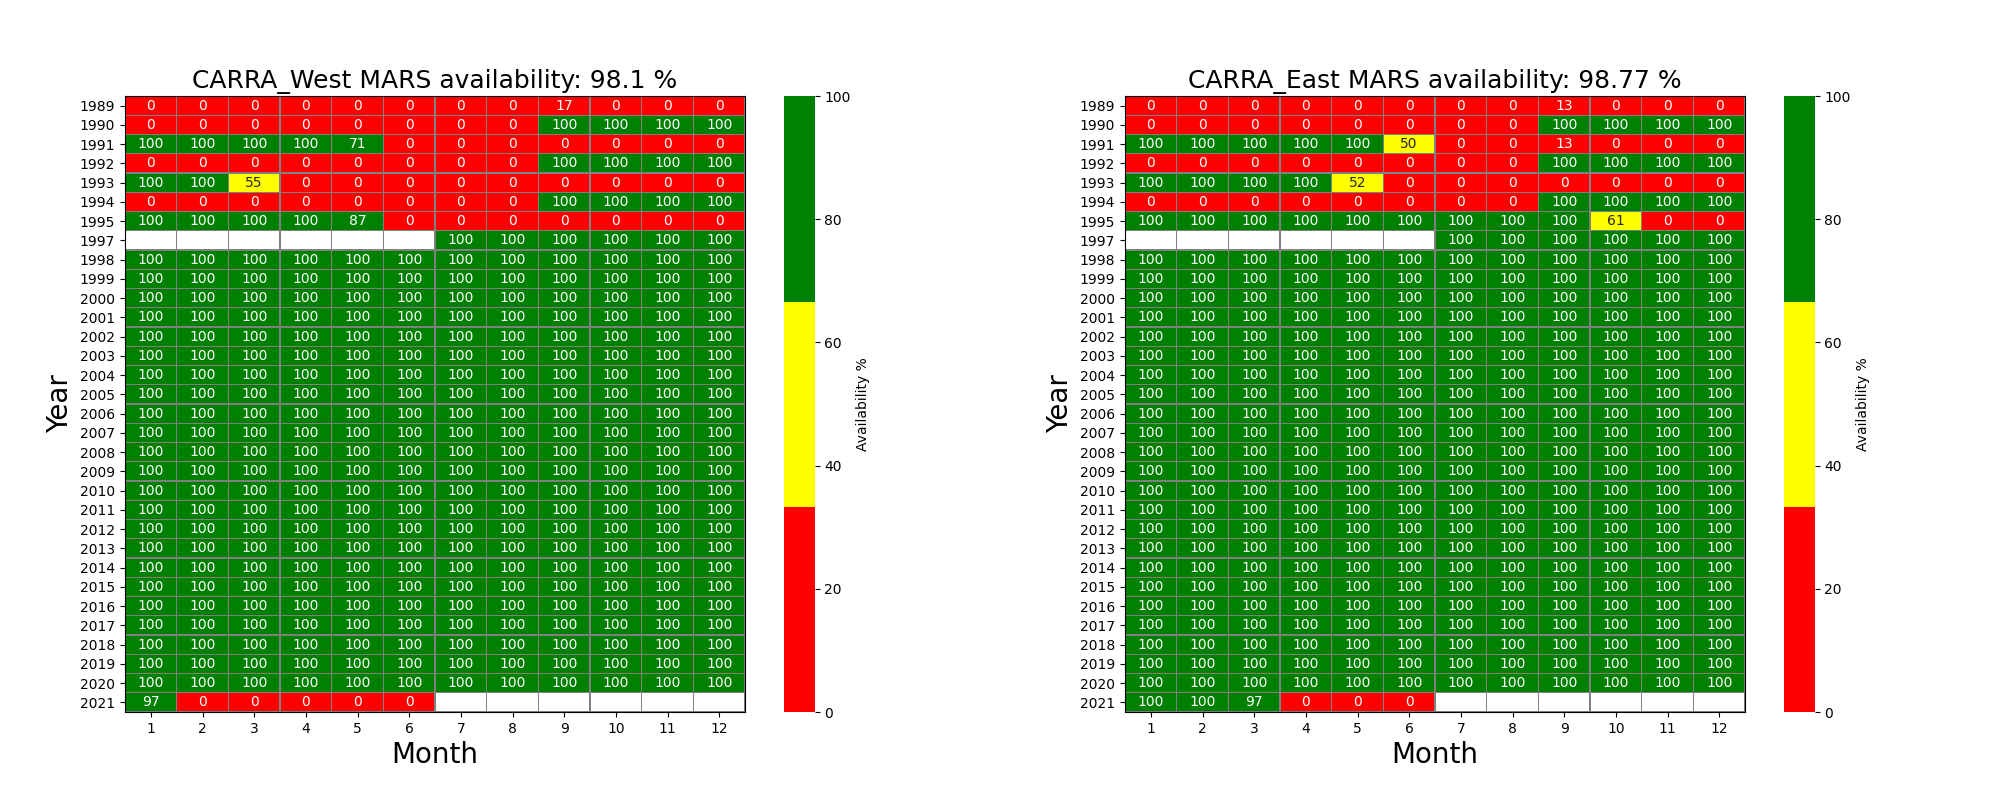 CARRA_West MARS availability: 98.1 %
1989 0 0 0 0 0 0 0 0 17 0 0 0
1990 0 0 0 0 0 0 0 0 100 100 100 100
1991 100 100 100 100 71 0 0 0 0 0 0 0
1992 0 0 0 0 0 0 0 0 100 100 100 100
1993 100 100 55 0 0 0 0 0 0 0 0 0
1994 0 0 0 0 0 0 0 0 100 100 100 100
1995 100 100 100 100 87 0 0 0 0 0 0 0
1997 100 100 100 100 100 100
1998 100 100 100 100 100 100 100 100 100 100 100 100
1999 100 100 100 100 100 100 100 100 100 100 100 100
2000 100 100 100 100 100 100 100 100 100 100 100 100
2001 100 100 100 100 100 100 100 100 100 100 100 100
2002 100 100 100 100 100 100 100 100 100 100 100 100
2003 100 100 100 100 100 100 100 100 100 100 100 100
2004 100 100 100 100 100 100 100 100 100 100 100 100
2005 100 100 100 100 100 100 100 100 100 100 100 100
2006 100 100 100 100 100 100 100 100 100 100 100 100
2007 100 100 100 100 100 100 100 100 100 100 100 100
2008 100 100 100 100 100 100 100 100 100 100 100 100
2009 100 100 100 100 100 100 100 100 100 100 100 100
2010 100 100 100 100 100 100 100 100 100 100 100 100
2011 100 100 100 100 100 100 100 100 100 100 100 100
2012 100 100 100 100 100 100 100 100 100 100 100 100
2013 100 100 100 100 100 100 100 100 100 100 100 100
2014 100 100 100 100 100 100 100 100 100 100 100 100
2015 100 100 100 100 100 100 100 100 100 100 100 100
2016 100 100 100 100 100 100 100 100 100 100 100 100
2017 100 100 100 100 100 100 100 100 100 100 100 100
2018 100 100 100 100 100 100 100 100 100 100 100 100
2019 100 100 100 100 100 100 100 100 100 100 100 100
2020 100 100 100 100 100 100 100 100 100 100 100 100
2021 97 0 0 0 0 0
1 2 3 4 5 6 7 8 9 10 11 12
Month
Year
100
80
60
40
20
0
Availability %
CARRA_East MARS availability: 98.77 %
1989 0 0 0 0 0 0 0 0 13 0 0 0
1990 0 0 0 0 0 0 0 0 100 100 100 100
1991 100 100 100 100 100 50 0 0 13 0 0 0
1992 0 0 0 0 0 0 0 0 100 100 100 100
1993 100 100 100 100 52 0 0 0 0 0 0 0
1994 0 0 0 0 0 0 0 0 100 100 100 100
1995 100 100 100 100 100 100 100 100 100 61 0 0
1997 100 100 100 100 100 100
1998 100 100 100 100 100 100 100 100 100 100 100 100
1999 100 100 100 100 100 100 100 100 100 100 100 100
2000 100 100 100 100 100 100 100 100 100 100 100 100
2001 100 100 100 100 100 100 100 100 100 100 100 100
2002 100 100 100 100 100 100 100 100 100 100 100 100
2003 100 100 100 100 100 100 100 100 100 100 100 100
2004 100 100 100 100 100 100 100 100 100 100 100 100
2005 100 100 100 100 100 100 100 100 100 100 100 100
2006 100 100 100 100 100 100 100 100 100 100 100 100
2007 100 100 100 100 100 100 100 100 100 100 100 100
2008 100 100 100 100 100 100 100 100 100 100 100 100
2009 100 100 100 100 100 100 100 100 100 100 100 100
2010 100 100 100 100 100 100 100 100 100 100 100 100
2011 100 100 100 100 100 100 100 100 100 100 100 100
2012 100 100 100 100 100 100 100 100 100 100 100 100
2013 100 100 100 100 100 100 100 100 100 100 100 100
2014 100 100 100 100 100 100 100 100 100 100 100 100
2015 100 100 100 100 100 100 100 100 100 100 100 100
2016 100 100 100 100 100 100 100 100 100 100 100 100
2017 100 100 100 100 100 100 100 100 100 100 100 100
2018 100 100 100 100 100 100 100 100 100 100 100 100
2019 100 100 100 100 100 100 100 100 100 100 100 100
2020 100 100 100 100 100 100 100 100 100 100 100 100
2021 100 100 97 0 0 0
1 2 3 4 5 6 7 8 9 10 11 12
Month
Year
100
80
60
40
20
0
Availability %